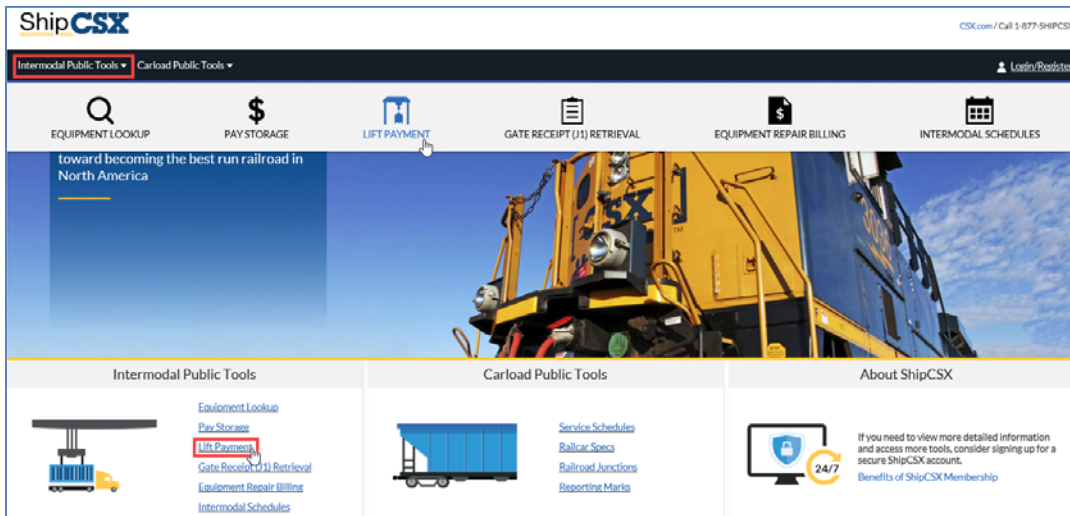 ShipCSX
CSX.com / Call 1-877-SHIPCSX
Intermodal Public Tools ▾ Carload Public Tools ▾
Login/Register
EQUIPMENT LOOKUP
PAY STORAGE
LIFT PAYMENT
GATE RECEIPT (J1) RETRIEVAL
EQUIPMENT REPAIR BILLING
INTERMODAL SCHEDULES
toward becoming the best run railroad in
North America
CSX
Intermodal Public Tools
Equipment Lookup
Pay Storage
Lift Payment
Gate Receipt (J1) Retrieval
Equipment Repair Billing
Intermodal Schedules
Carload Public Tools
Service Schedules
Railcar Specs
Railroad Junctions
Reporting Marks
About ShipCSX
24/7
If you need to view more detailed information
and access more tools, consider signing up for a
secure ShipCSX account.
Benefits of ShipCSX Membership